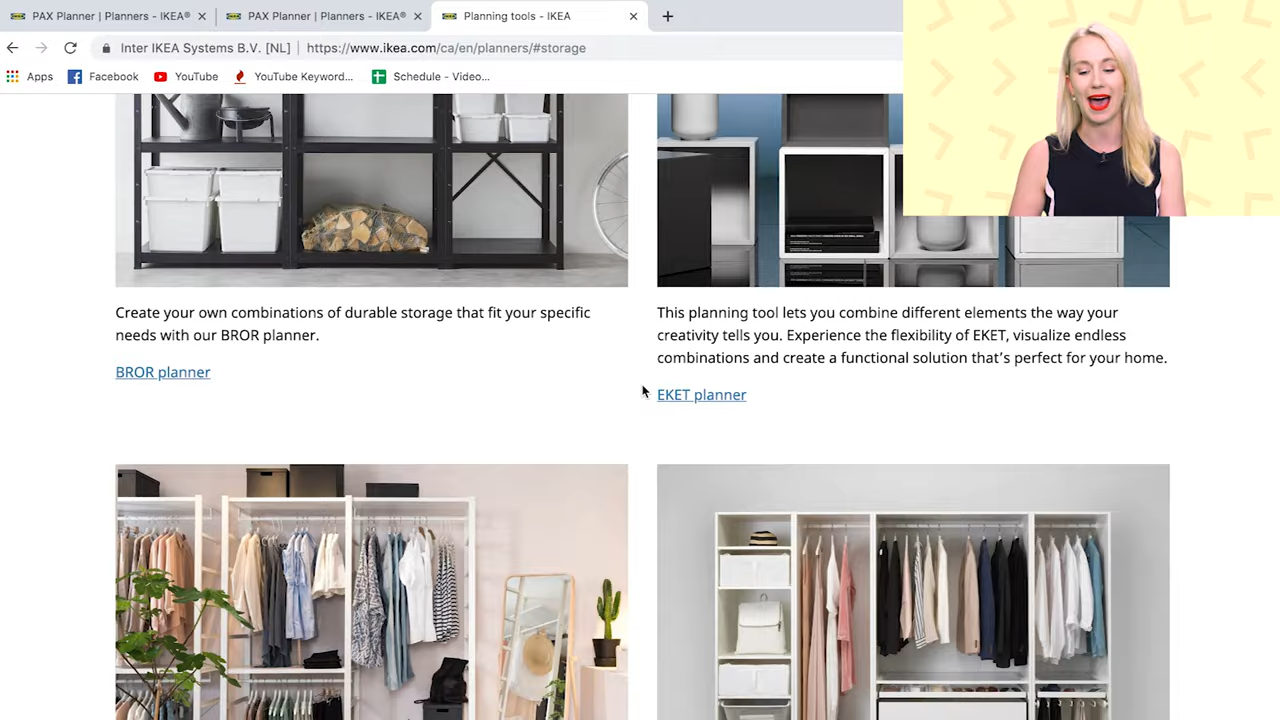 PAX Planner | Planners - IKEA®
PAX Planner | Planners - IKEA®
Planning tools - IKEA
Inter IKEA Systems B.V. [NL] | https://www.ikea.com/ca/en/planners/#storage
Apps
Facebook
YouTube
YouTube Keyword...
Schedule - Video...
Create your own combinations of durable storage that fit your specific
needs with our BROR planner.
BROR planner
This planning tool lets you combine different elements the way your
creativity tells you. Experience the flexibility of EKET, visualize endless
combinations and create a functional solution that's perfect for your home.
EKET planner